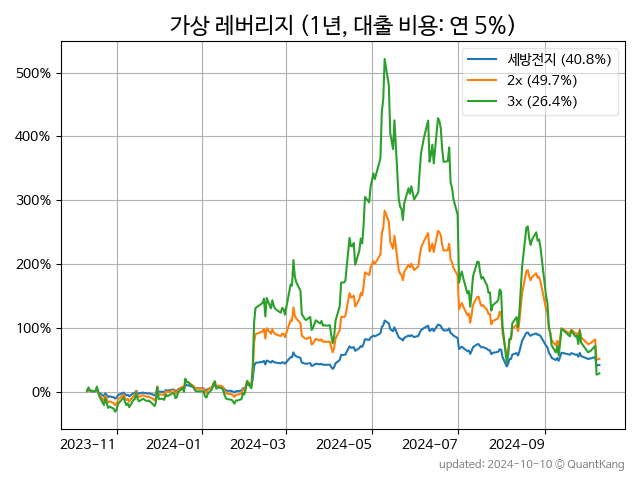 가상 레버리지 (1년, 대출 비용: 연 5%)
세방전지 (40.8%)
2x (49.7%)
3x (26.4%)
500%
400%
300%
200%
100%
0%
2023-11 2024-01 2024-03 2024-05 2024-07 2024-09
updated: 2024-10-10 © QuantKang